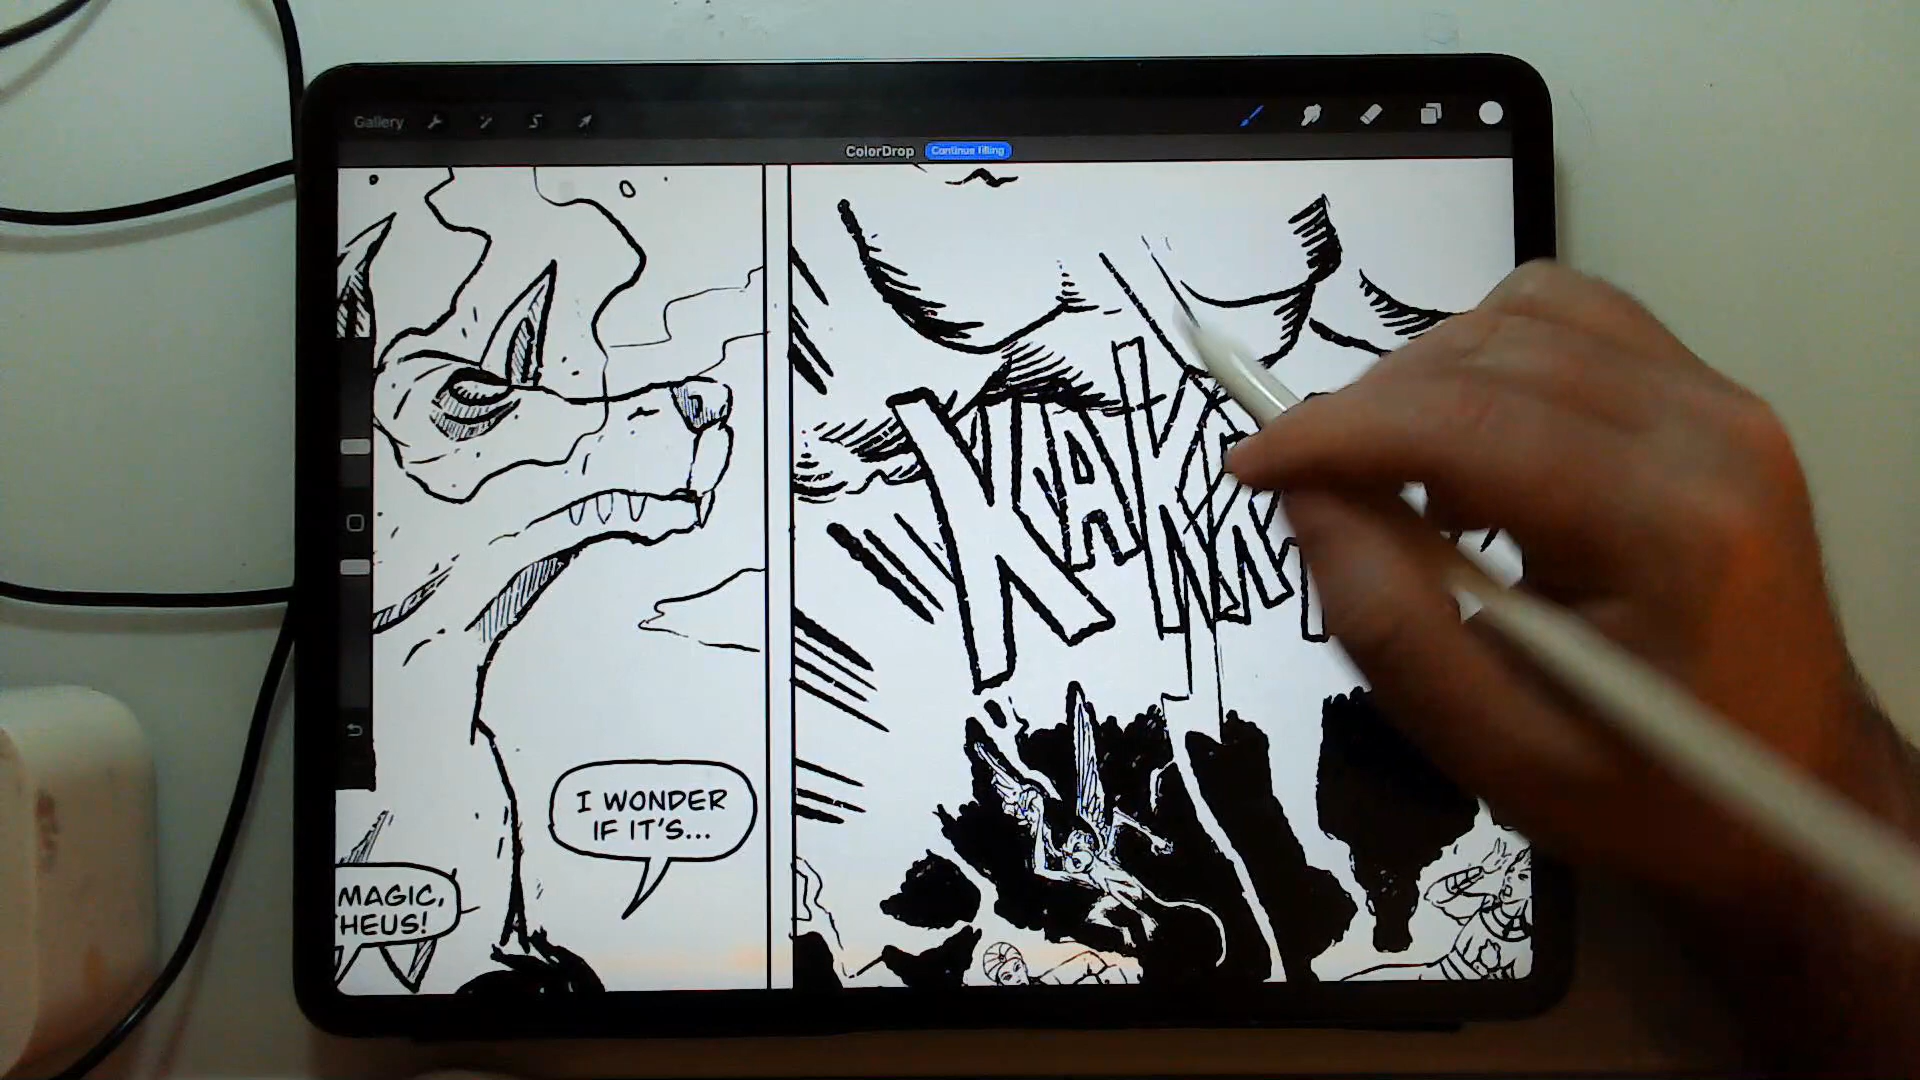 Gallery
ColorDrop Continue filling
I WONDER
IF IT'S...
MAGIC,
HEUS!